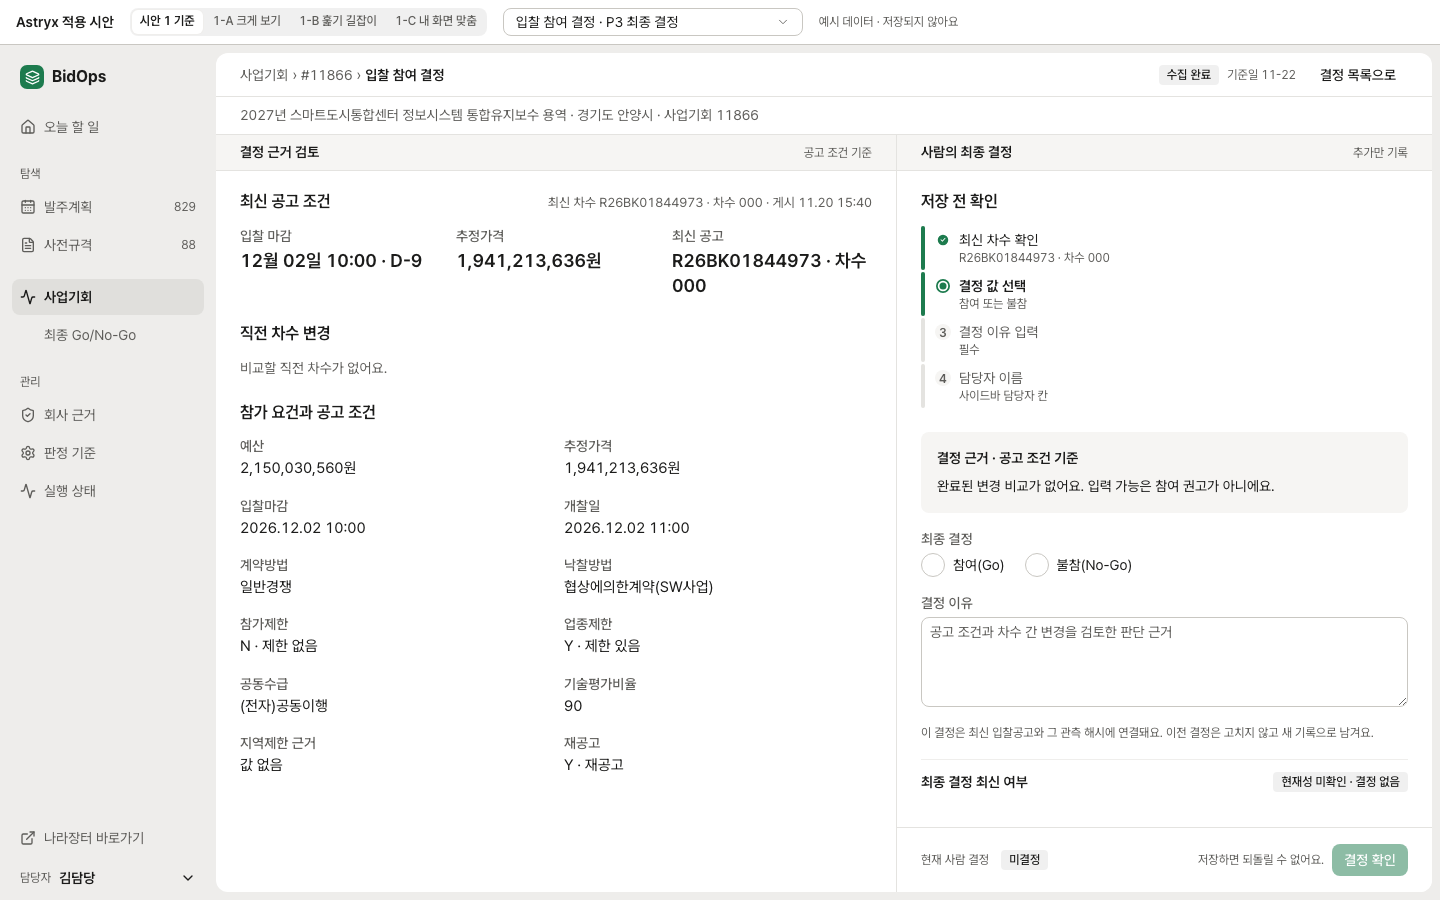 Astryx 적용 시안
시안 1 기준
1-A 크게 보기
1-B 훑기 길잡이
1-C 내 화면 맞춤
입찰 참여 결정 · P3 최종 결정
예시 데이터 · 저장되지 않아요
BidOps
오늘 할 일
탐색
발주계획 829
사전규격 88
사업기회
최종 Go/No-Go
관리
회사 근거
판정 기준
실행 상태
나라장터 바로가기
담당자 김담당
사업기회 › #11866 › 입찰 참여 결정
수집 완료 기준일 11-22 결정 목록으로
2027년 스마트도시통합센터 정보시스템 통합유지보수 용역 · 경기도 안양시 · 사업기회 11866
결정 근거 검토 공고 조건 기준
최신 공고 조건 최신 차수 R26BK01844973 · 차수 000 · 게시 11.20 15:40
입찰 마감
12월 02일 10:00 · D-9
추정가격
1,941,213,636원
최신 공고
R26BK01844973 · 차수
000
직전 차수 변경
비교할 직전 차수가 없어요.
참가 요건과 공고 조건
예산
2,150,030,560원
추정가격
1,941,213,636원
입찰마감
2026.12.02 10:00
개찰일
2026.12.02 11:00
계약방법
일반경쟁
낙찰방법
협상에의한계약(SW사업)
참가제한
N · 제한 없음
업종제한
Y · 제한 있음
공동수급
(전자)공동이행
기술평가비율
90
지역제한 근거
값 없음
재공고
Y · 재공고
사람의 최종 결정 추가만 기록
저장 전 확인
최신 차수 확인
R26BK01844973 · 차수 000
결정 값 선택
참여 또는 불참
3 결정 이유 입력
필수
4 담당자 이름
사이드바 담당자 칸
결정 근거 · 공고 조건 기준
완료된 변경 비교가 없어요. 입력 가능은 참여 권고가 아니에요.
최종 결정
참여(Go) 불참(No-Go)
결정 이유
공고 조건과 차수 간 변경을 검토한 판단 근거
이 결정은 최신 입찰공고와 그 관측 해시에 연결돼요. 이전 결정은 고치지 않고 새 기록으로 남겨요.
최종 결정 최신 여부 현재성 미확인 · 결정 없음
현재 사람 결정 미결정 저장하면 되돌릴 수 없어요. 결정 확인